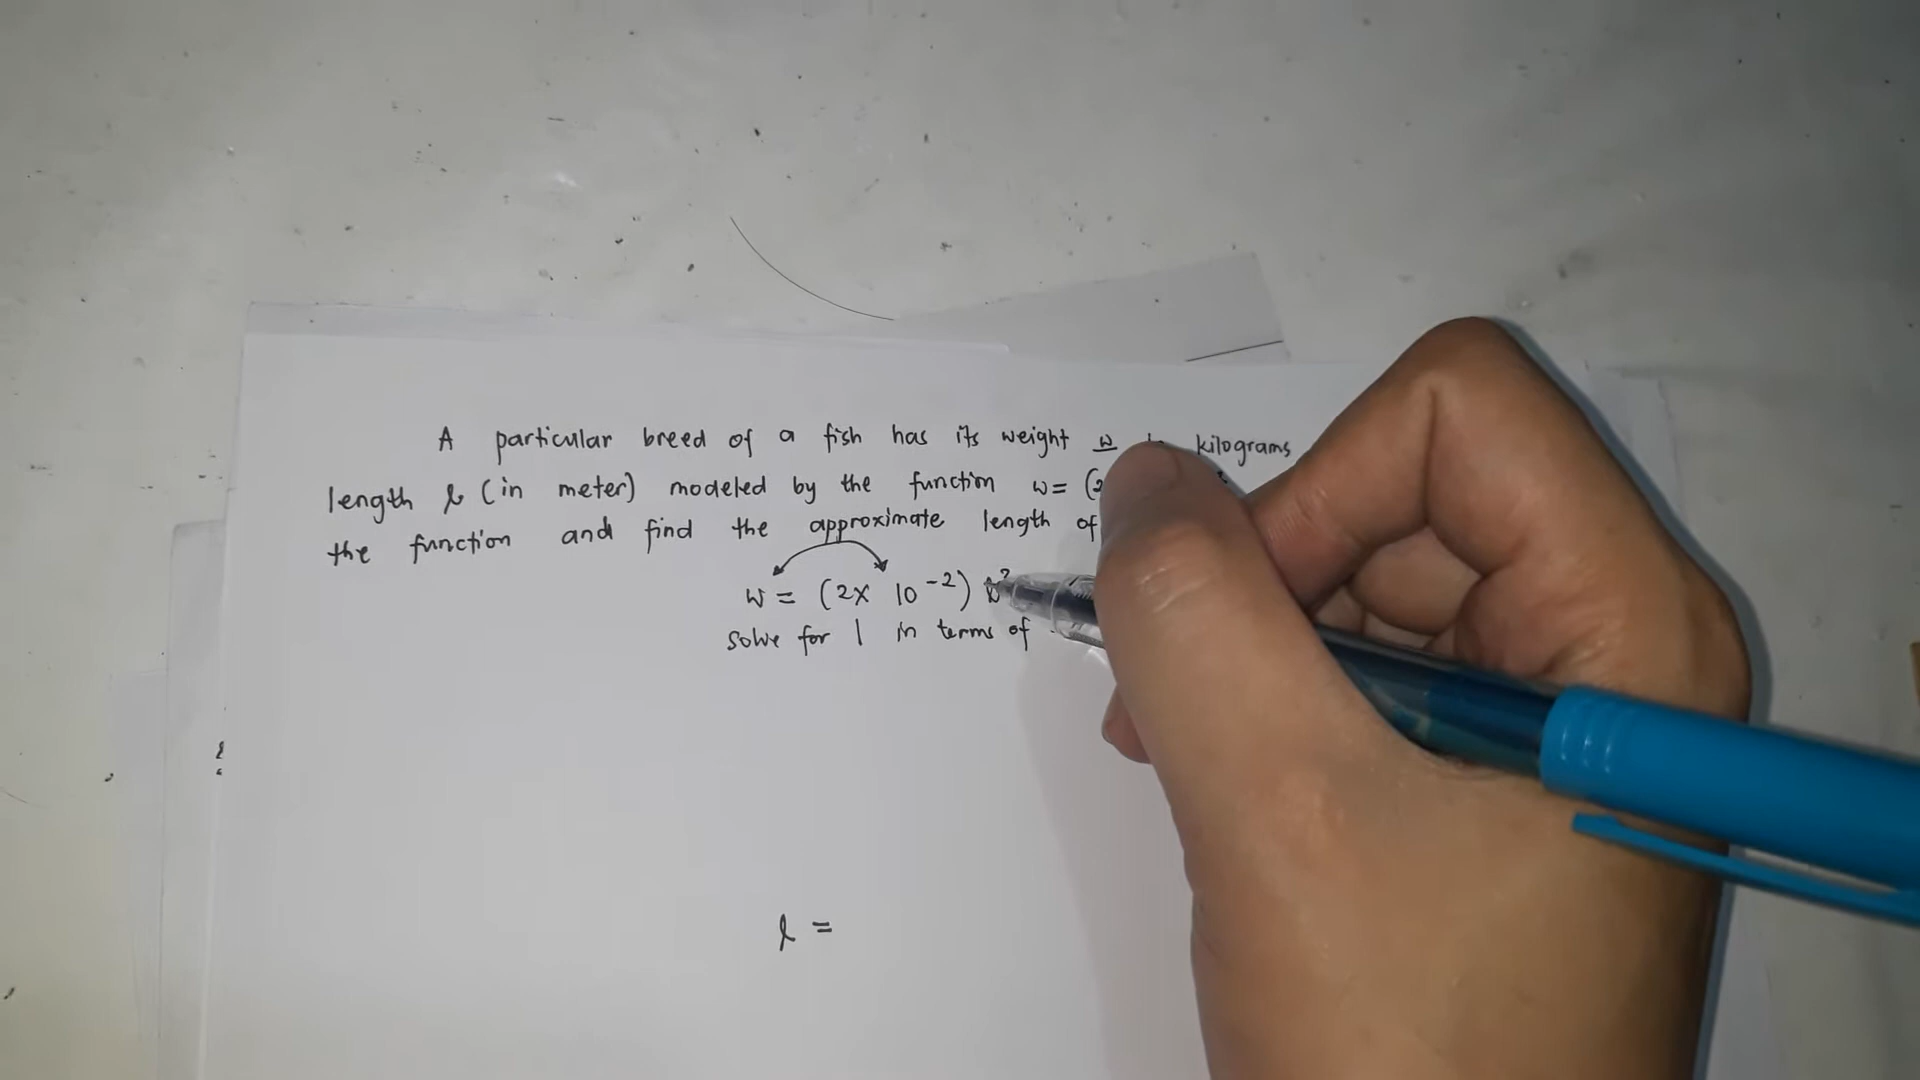 A particular breed of a fish has its weight w kilograms
length l (in meter) modeled by the function w = (2
the function and find the approximate length of
w = (2x 10⁻²)
solve for l in terms of
l =